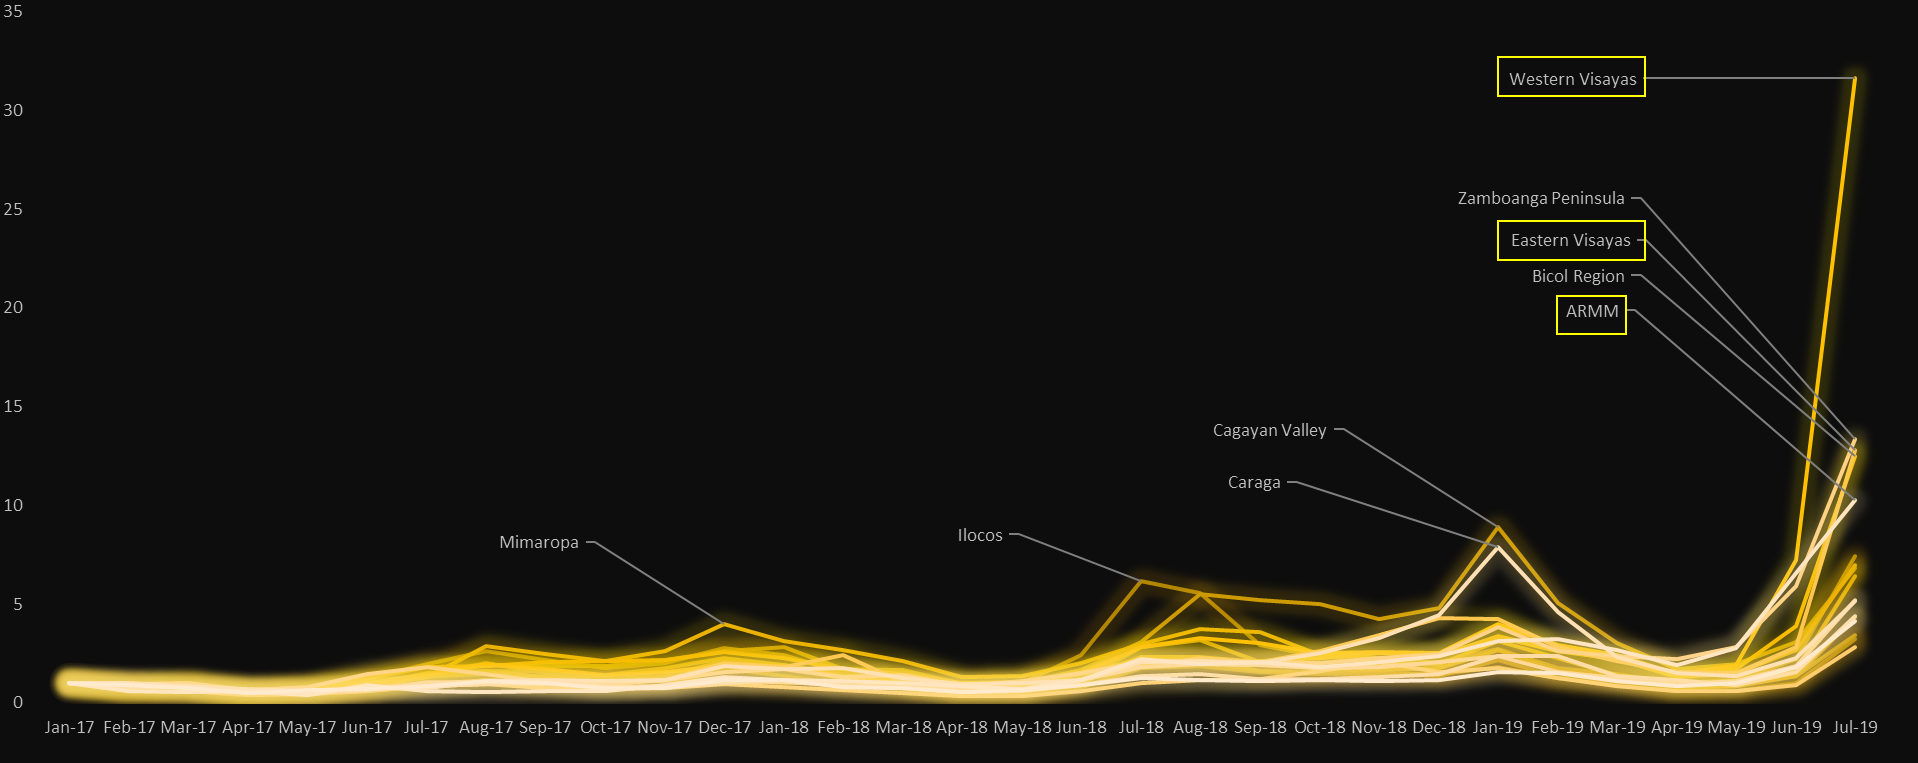 35
30
25
20
15
10
5
0
Western Visayas
Zamboanga Peninsula
Eastern Visayas
Bicol Region
ARMM
Cagayan Valley
Caraga
Ilocos
Mimaropa
Jan-17 Feb-17 Mar-17 Apr-17 May-17 Jun-17 Jul-17 Aug-17 Sep-17 Oct-17 Nov-17 Dec-17 Jan-18 Feb-18 Mar-18 Apr-18 May-18 Jun-18 Jul-18 Aug-18 Sep-18 Oct-18 Nov-18 Dec-18 Jan-19 Feb-19 Mar-19 Apr-19 May-19 Jun-19 Jul-19